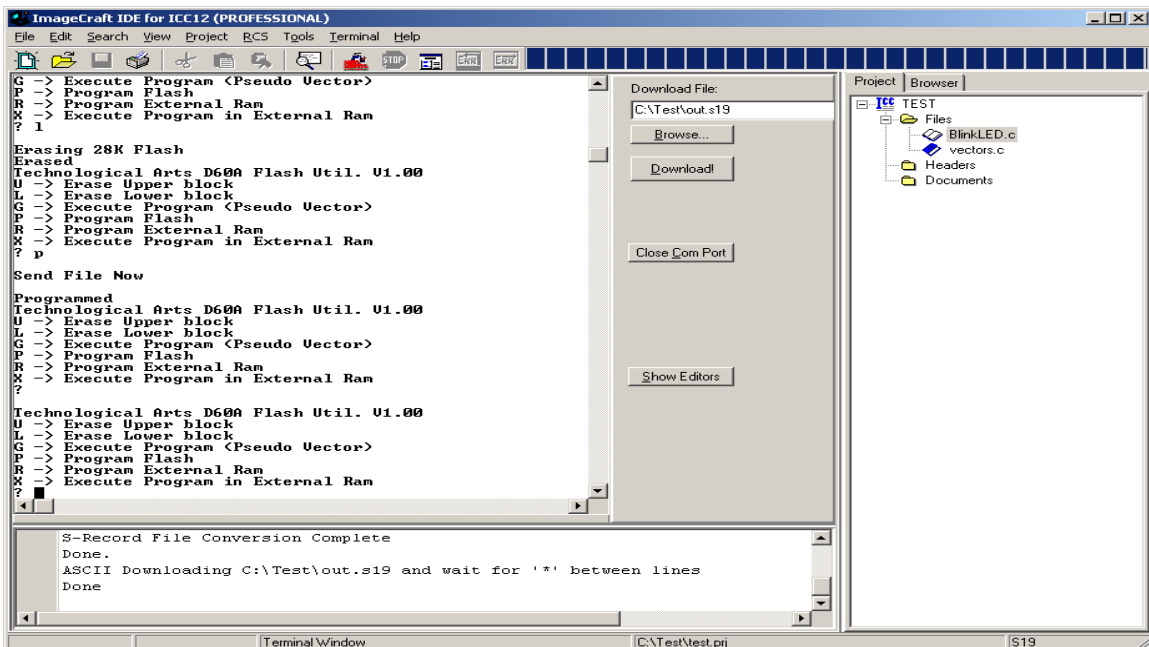 ImageCraft IDE for ICC12 (PROFESSIONAL)
File Edit Search View Project RCS Tools Terminal Help
STOP ERR ERR
G -> Execute Program (Pseudo Vector)
P -> Program Flash
R -> Program External Ram
X -> Execute Program in External Ram
? l
Erasing 28K Flash
Erased
Technological Arts D60A Flash Util. V1.00
U -> Erase Upper block
L -> Erase Lower block
G -> Execute Program (Pseudo Vector)
P -> Program Flash
R -> Program External Ram
X -> Execute Program in External Ram
? p
Send File Now
Programmed
Technological Arts D60A Flash Util. V1.00
U -> Erase Upper block
L -> Erase Lower block
G -> Execute Program (Pseudo Vector)
P -> Program Flash
R -> Program External Ram
X -> Execute Program in External Ram
?
Technological Arts D60A Flash Util. V1.00
U -> Erase Upper block
L -> Erase Lower block
G -> Execute Program (Pseudo Vector)
P -> Program Flash
R -> Program External Ram
X -> Execute Program in External Ram
?
Download File:
C:\Test\out.s19
Browse...
Download!
Close Com Port
Show Editors
Project Browser
ICC TEST
Files
BlinkLED.c
vectors.c
Headers
Documents
S-Record File Conversion Complete
Done.
ASCII Downloading C:\Test\out.s19 and wait for '*' between lines
Done
Terminal Window C:\Test\test.prj S19